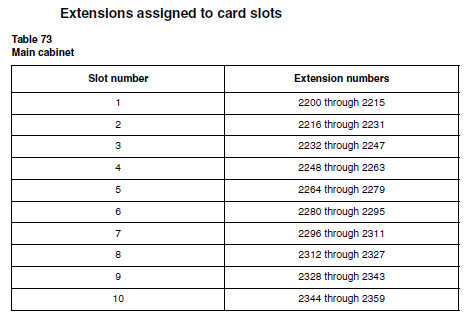 Extensions assigned to card slots
Table 73
Main cabinet
Slot number Extension numbers
1 2200 through 2215
2 2216 through 2231
3 2232 through 2247
4 2248 through 2263
5 2264 through 2279
6 2280 through 2295
7 2296 through 2311
8 2312 through 2327
9 2328 through 2343
10 2344 through 2359